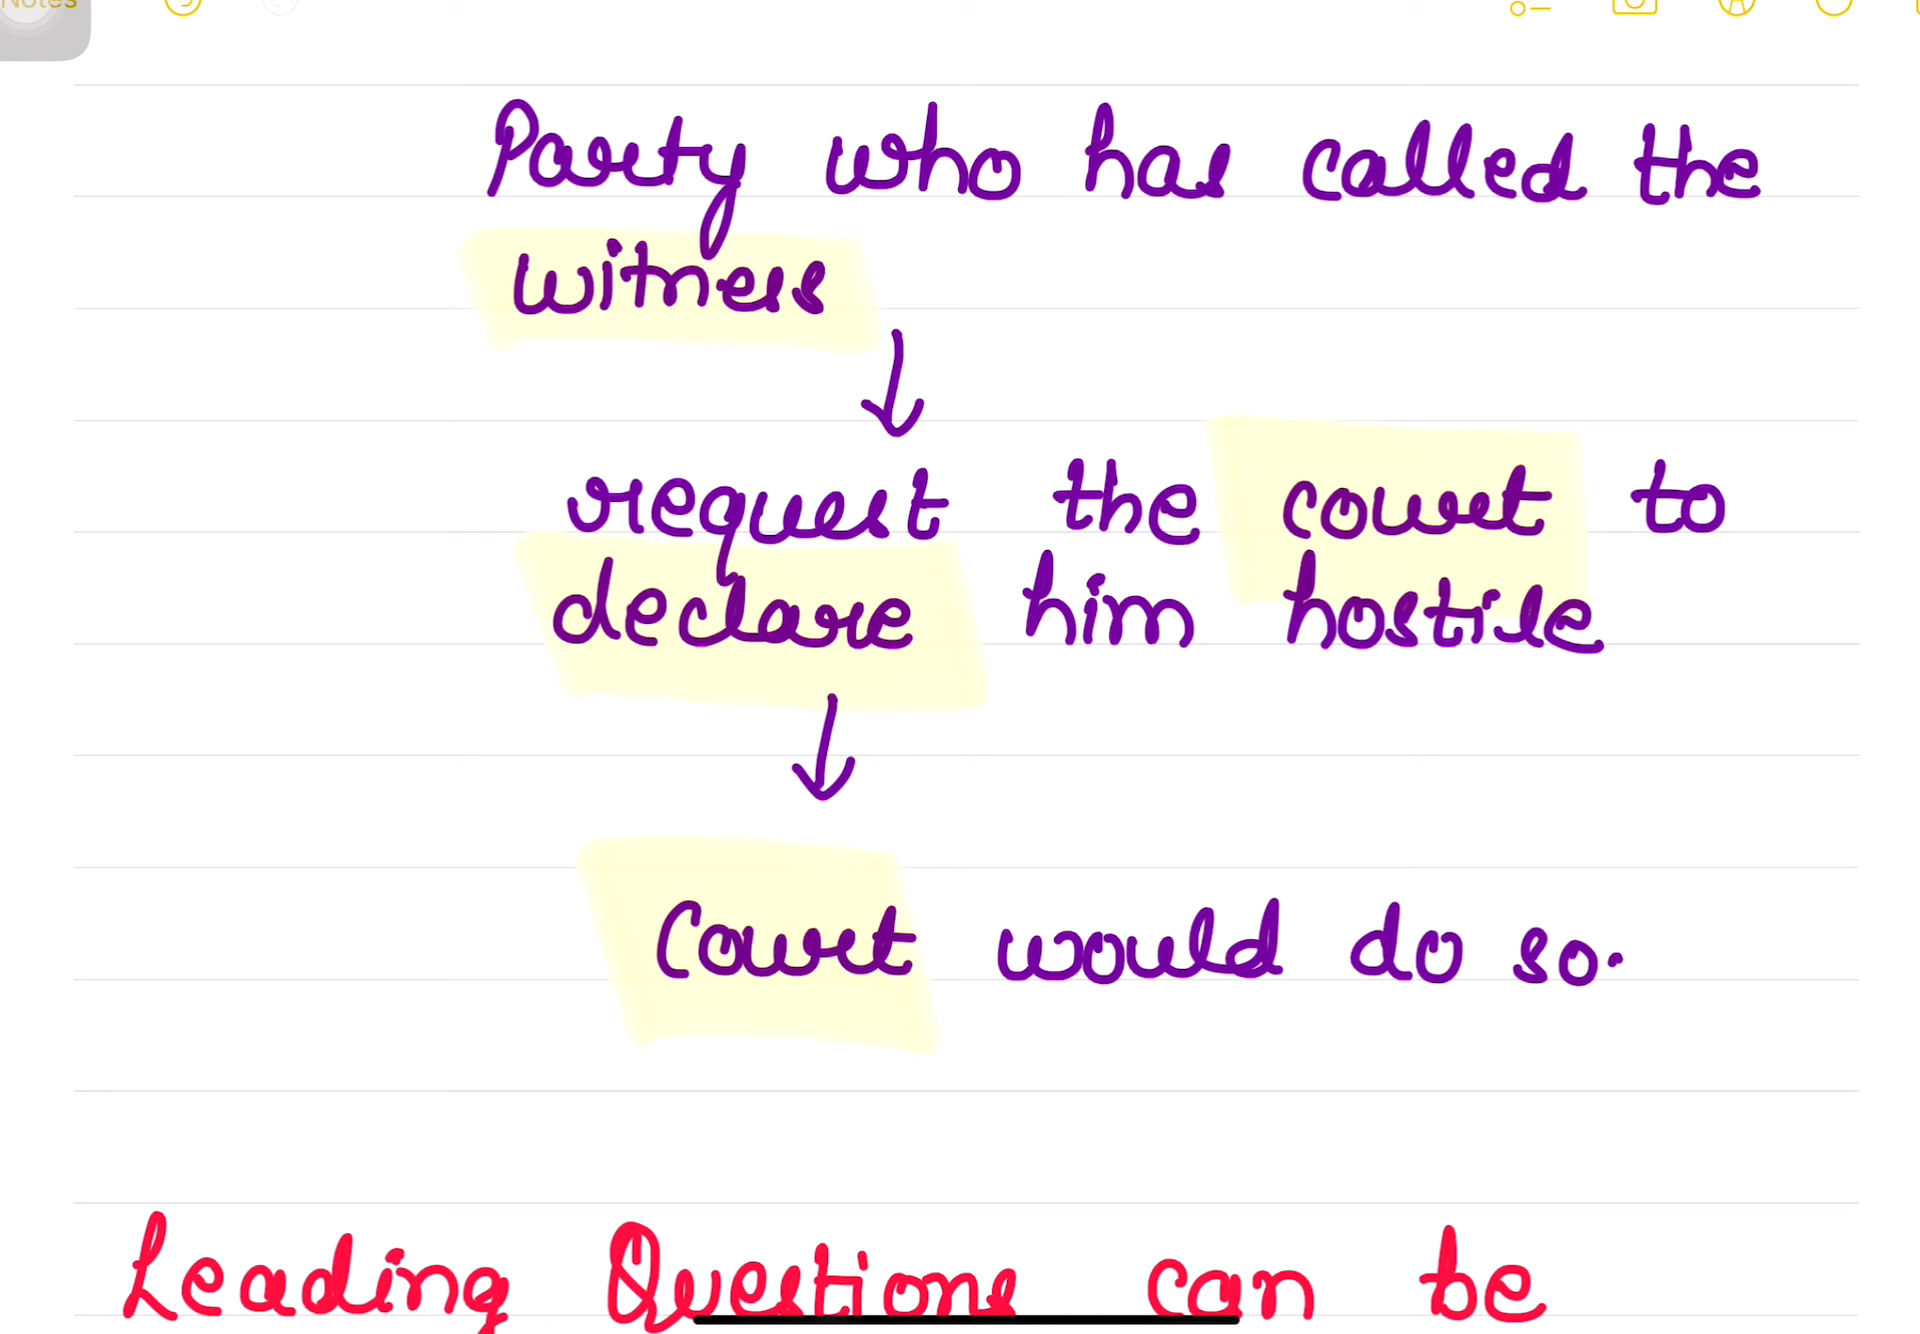 Notes
Party who has called the
witness
request the court to
declare him hostile
Court would do so.
Leading Questions can be